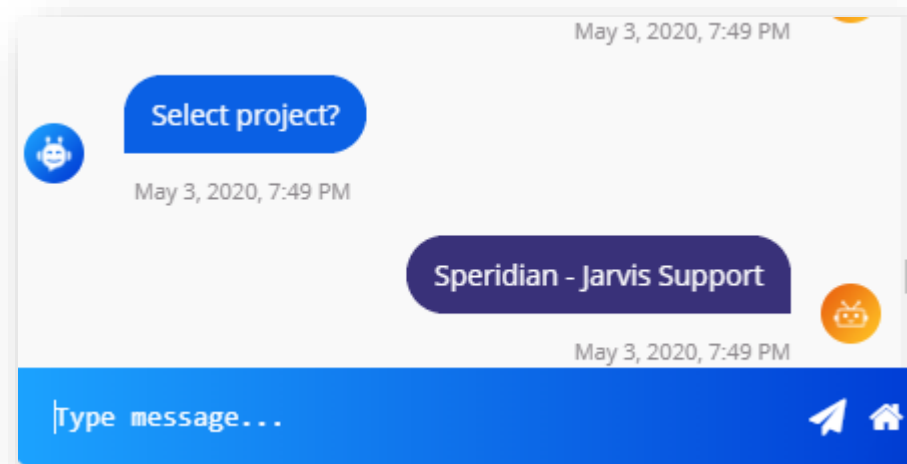 May 3, 2020, 7:49 PM
Select project?
May 3, 2020, 7:49 PM
Speridian - Jarvis Support
May 3, 2020, 7:49 PM
Type message...